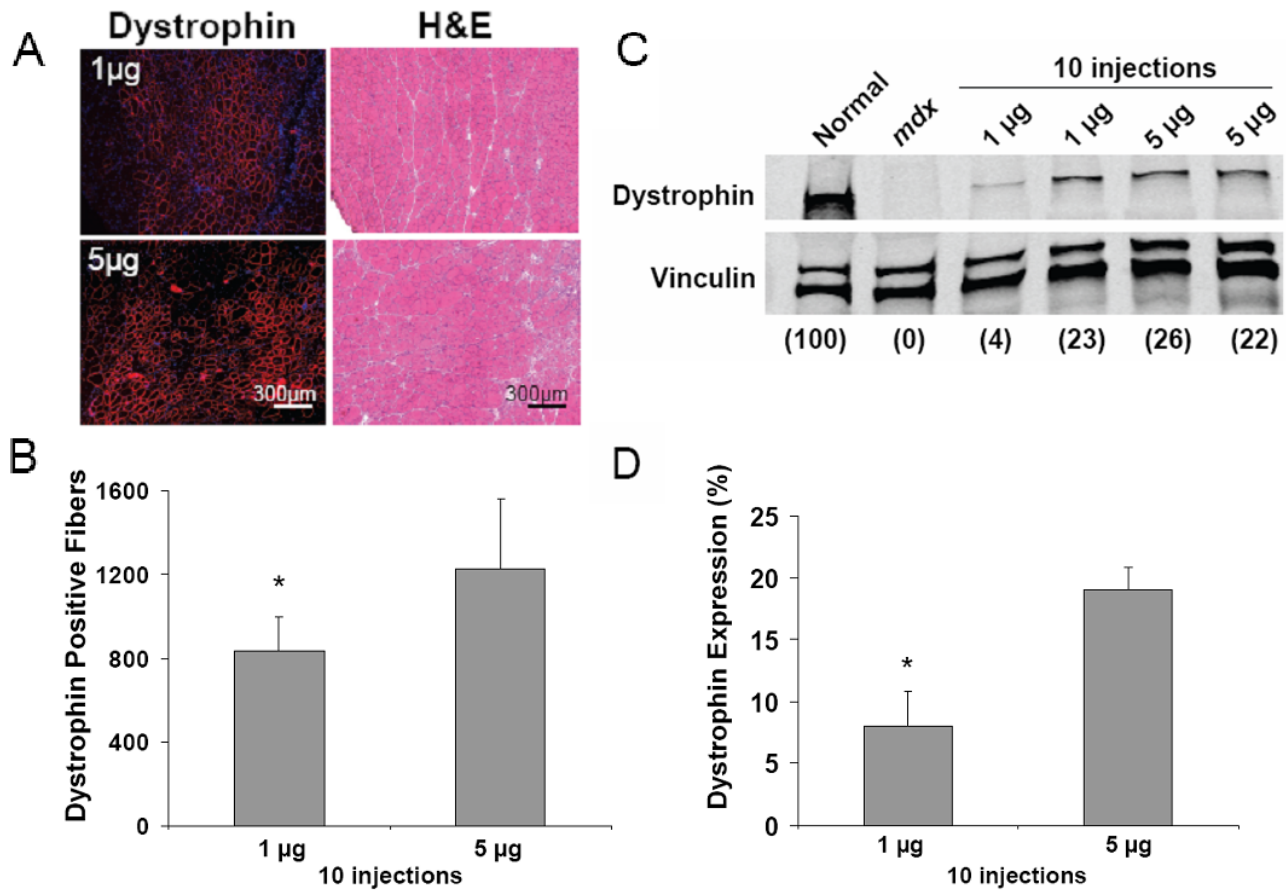 A
Dystrophin
H&E
1µg
5µg
300µm
300µm
C
10 injections
Normal
mdx
1 µg
1 µg
5 µg
5 µg
Dystrophin
Vinculin
(100) (0) (4) (23) (26) (22)
B
Dystrophin Positive Fibers
1600
1200
800
400
0
*
1 µg
5 µg
10 injections
D
Dystrophin Expression (%)
25
20
15
10
5
0
*
1 µg
5 µg
10 injections